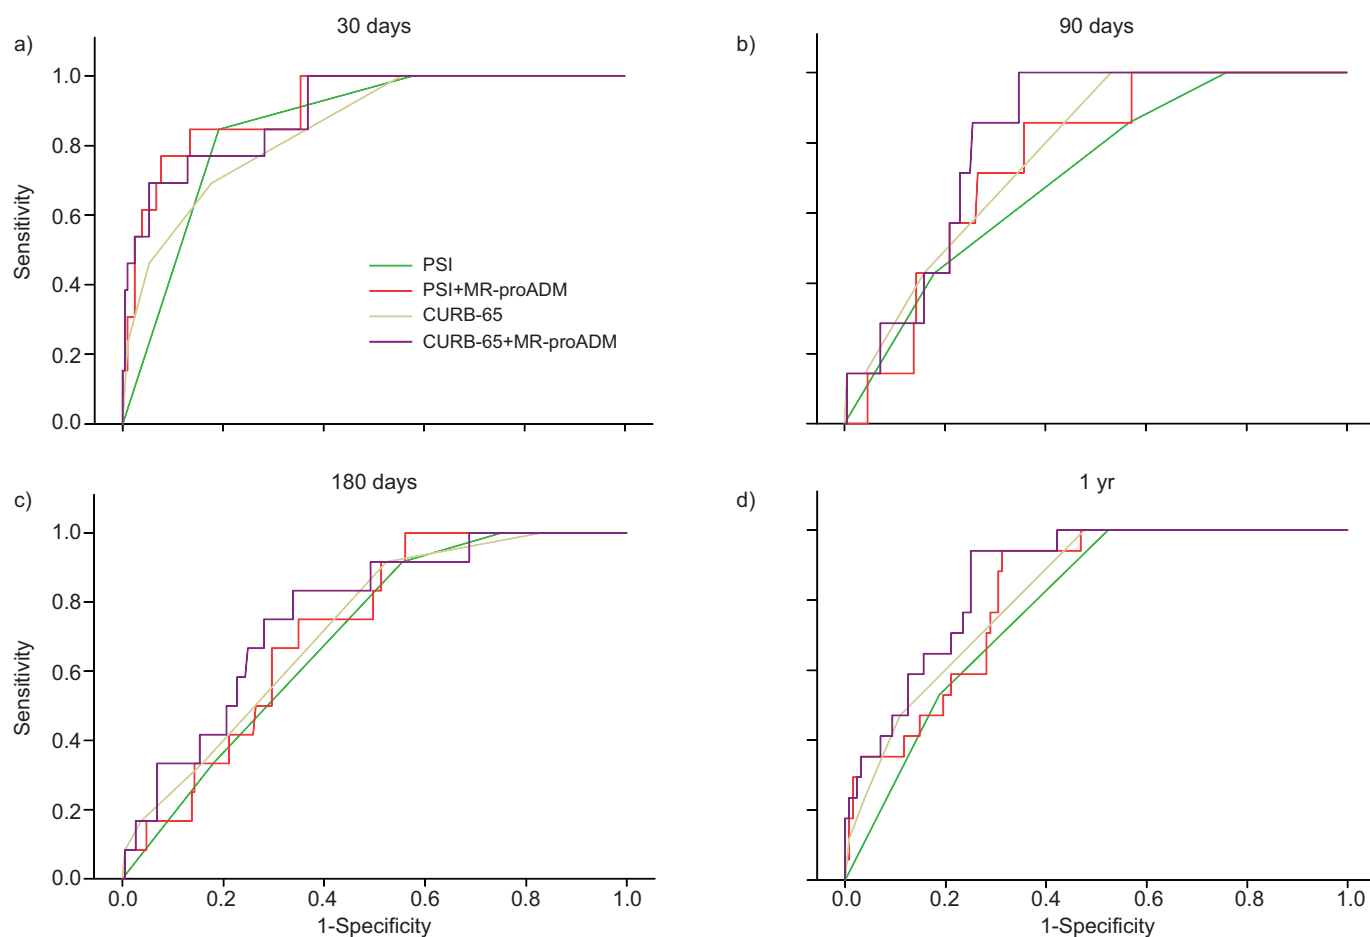 30 days
90 days
a)
b)
1.0
0.8
0.6
0.4
0.2
0.0
Sensitivity
PSI
PSI+MR-proADM
CURB-65
CURB-65+MR-proADM
180 days
1 yr
c)
d)
1.0
0.8
0.6
0.4
0.2
0.0
Sensitivity
0.0 0.2 0.4 0.6 0.8 1.0
1-Specificity
0.0 0.2 0.4 0.6 0.8 1.0
1-Specificity